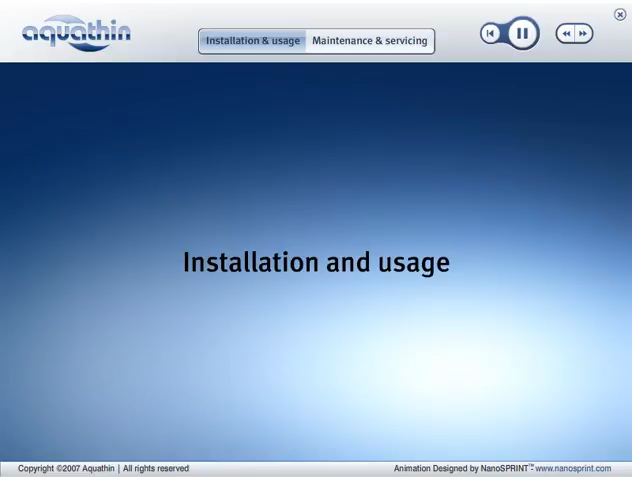 aquathin
Installation & usage
Maintenance & servicing
Installation and usage
Copyright ©2007 Aquathin | All rights reserved
Animation Designed by NanoSPRINT™- www.nanosprint.com